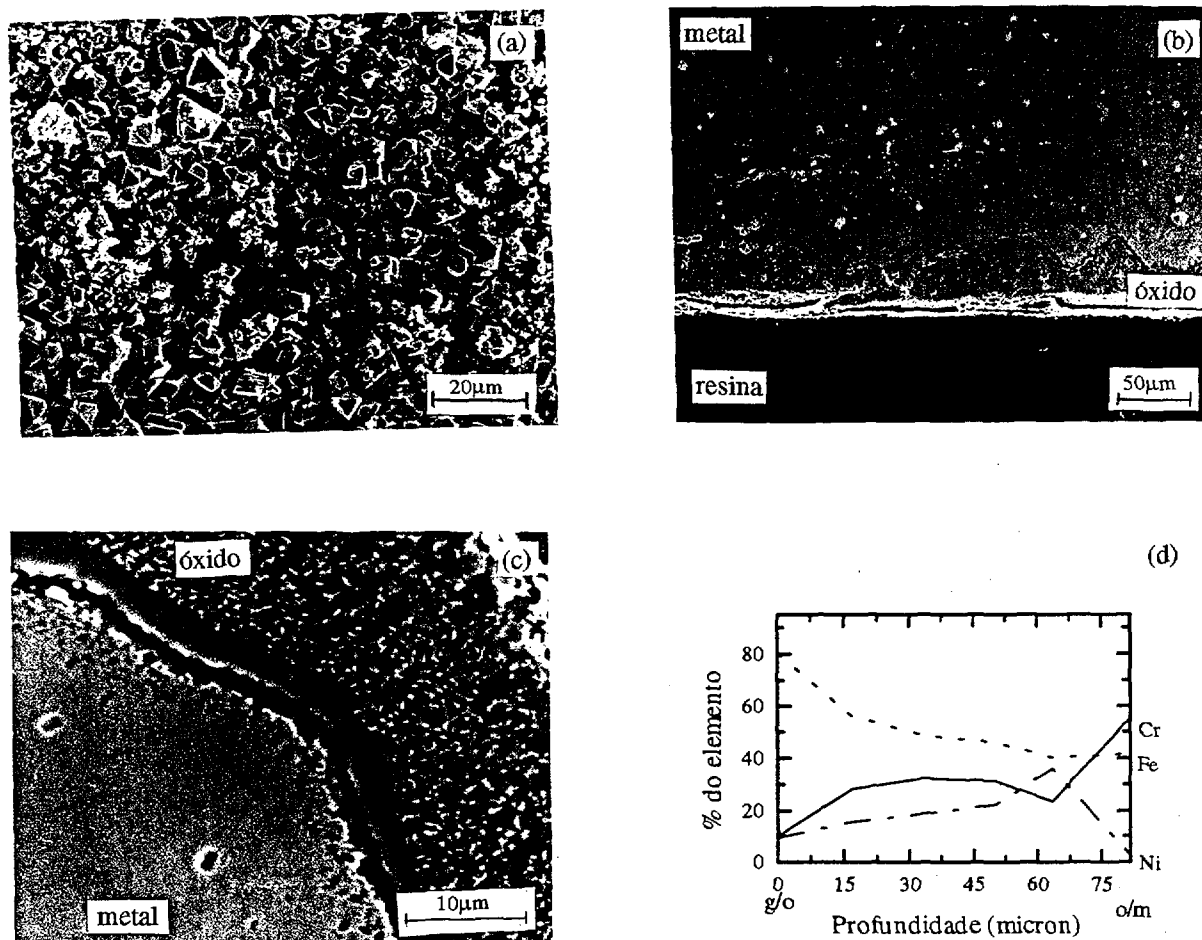 (a)
20µm
metal
(b)
óxido
resina
50µm
óxido
(c)
metal
10µm
(d)
% do elemento
80
60
40
20
0
Cr
Fe
Ni
0
15
30
45
60
75
g/o
o/m
Profundidade (micron)